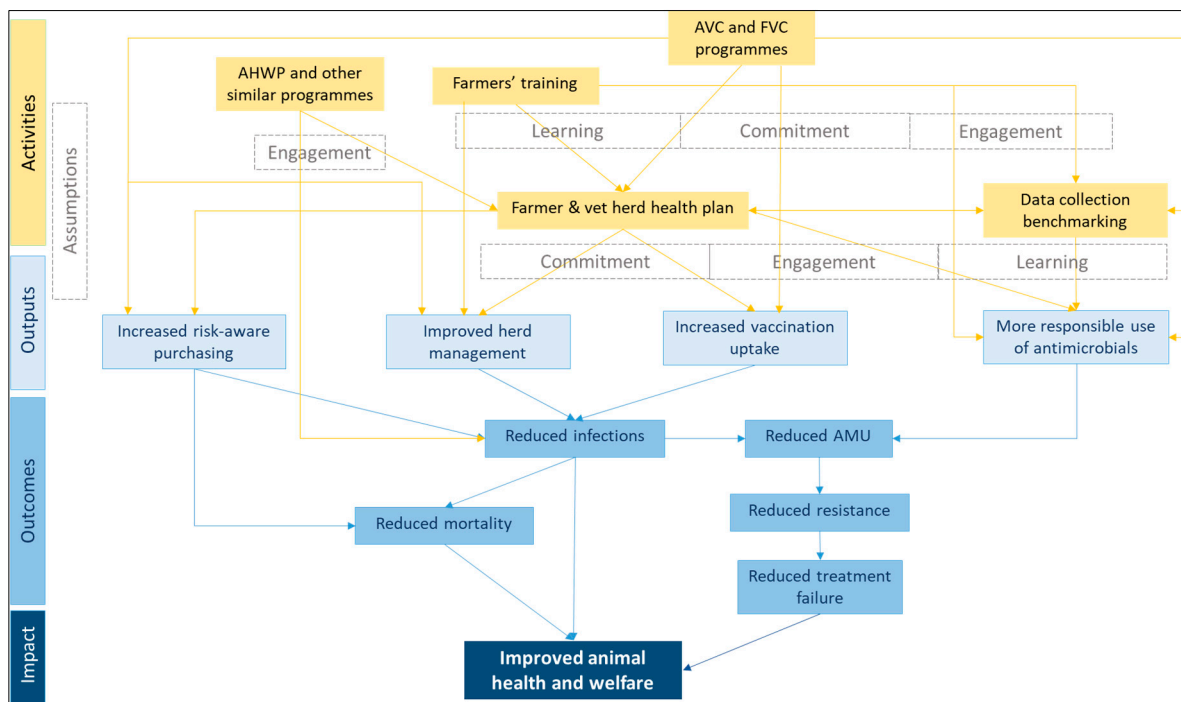 Activities
Assumptions
Outputs
Outcomes
Impact
AVC and FVC
programmes
AHWP and other
similar programmes
Farmers’ training
Learning
Commitment
Engagement
Engagement
Farmer & vet herd health plan
Data collection
benchmarking
Commitment
Engagement
Learning
Increased risk-aware
purchasing
Improved herd
management
Increased vaccination
uptake
More responsible use
of antimicrobials
Reduced infections
Reduced AMU
Reduced mortality
Reduced resistance
Reduced treatment
failure
Improved animal
health and welfare